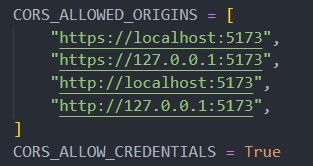 CORS_ALLOWED_ORIGINS = [
    "https://localhost:5173",
    "https://127.0.0.1:5173",
    "http://localhost:5173",
    "http://127.0.0.1:5173",
]
CORS_ALLOW_CREDENTIALS = True